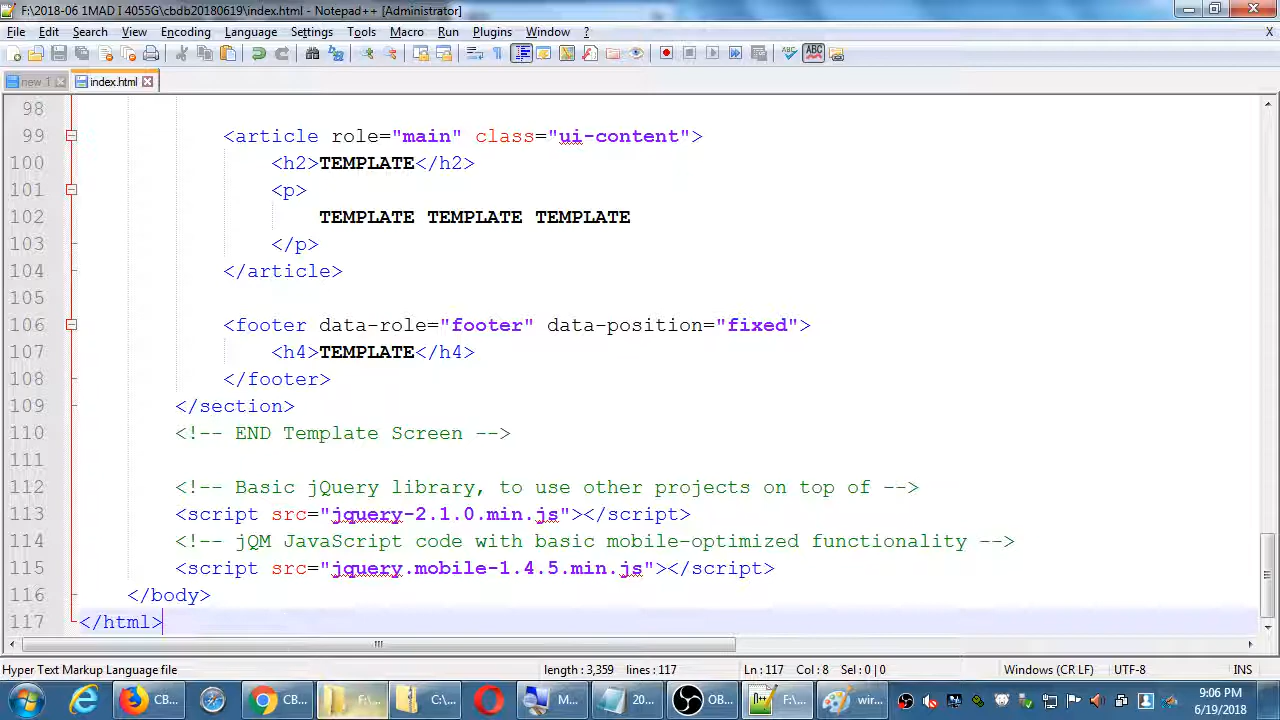 F:\2018-06 1MAD I 4055G\cbdb20180619\index.html - Notepad++ [Administrator]
File Edit Search View Encoding Language Settings Tools Macro Run Plugins Window ? X
new 1 index.html
98
99 <article role="main" class="ui-content">
100 <h2>TEMPLATE</h2>
101 <p>
102 TEMPLATE TEMPLATE TEMPLATE
103 </p>
104 </article>
105
106 <footer data-role="footer" data-position="fixed">
107 <h4>TEMPLATE</h4>
108 </footer>
109 </section>
110 <!-- END Template Screen -->
111
112 <!-- Basic jQuery library, to use other projects on top of -->
113 <script src="jquery-2.1.0.min.js"></script>
114 <!-- jQM JavaScript code with basic mobile-optimized functionality -->
115 <script src="jquery.mobile-1.4.5.min.js"></script>
116 </body>
117 </html>
Hyper Text Markup Language file length : 3,359 lines : 117 Ln : 117 Col : 8 Sel : 0 | 0 Windows (CR LF) UTF-8 INS
CB... CB... F:\... C:\... M... 20... OB... F:\... wir... 9:06 PM
6/19/2018